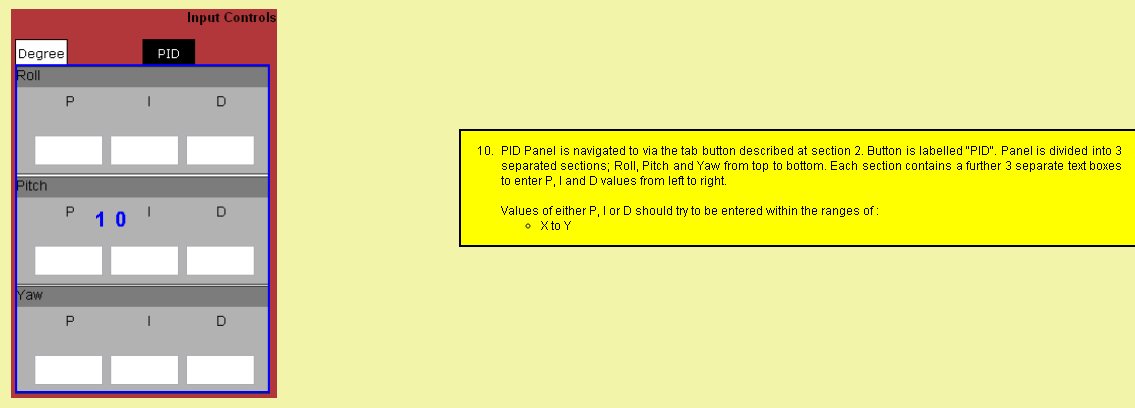 Input Controls
Degree PID
Roll
P I D
Pitch
P 10 I D
Yaw
P I D
10. PID Panel is navigated to via the tab button described at section 2. Button is labelled "PID". Panel is divided into 3
separated sections; Roll, Pitch and Yaw from top to bottom. Each section contains a further 3 separate text boxes
to enter P, I and D values from left to right.
Values of either P, I or D should try to be entered within the ranges of :
X to Y